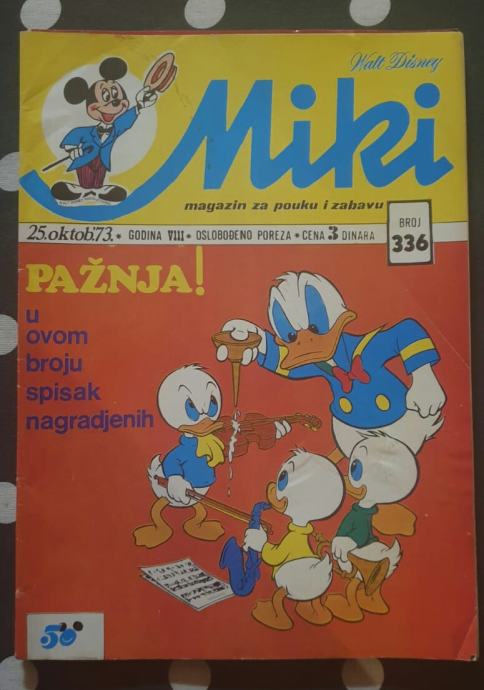 Walt Disney
Miki
magazin za pouku i zabavu
25.oktob.'73. * GODINA VIII * OSLOBOĐENO POREZA * CENA 3 DINARA
BROJ
336
PAŽNJA!
u
ovom
broju
spisak
nagradjenih
50